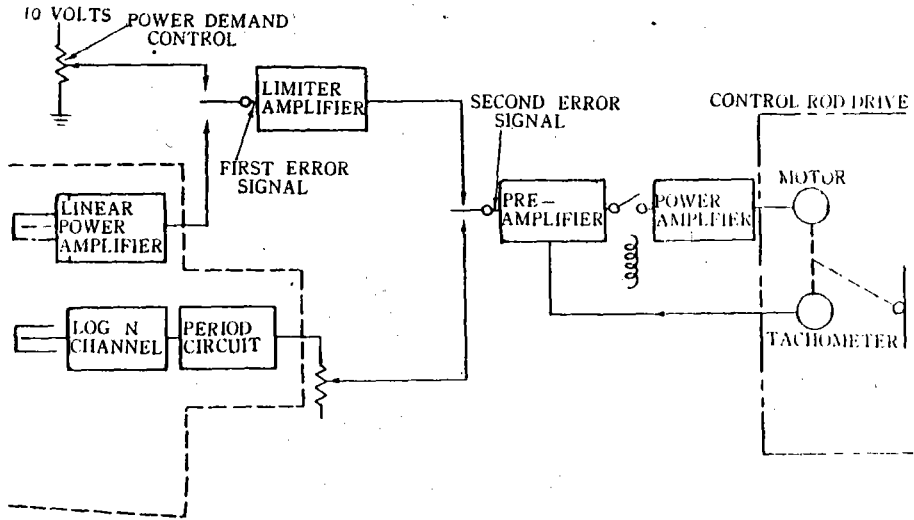 10 VOLTS
POWER DEMAND
CONTROL
LIMITER
AMPLIFIER
FIRST ERROR
SIGNAL
SECOND ERROR
SIGNAL
CONTROL ROD DRIVE
LINEAR
POWER
AMPLIFIER
PRE-
AMPLIFIER
POWER
AMPLIFIER
MOTOR
LOG N
CHANNEL
PERIOD
CIRCUIT
TACHOMETER